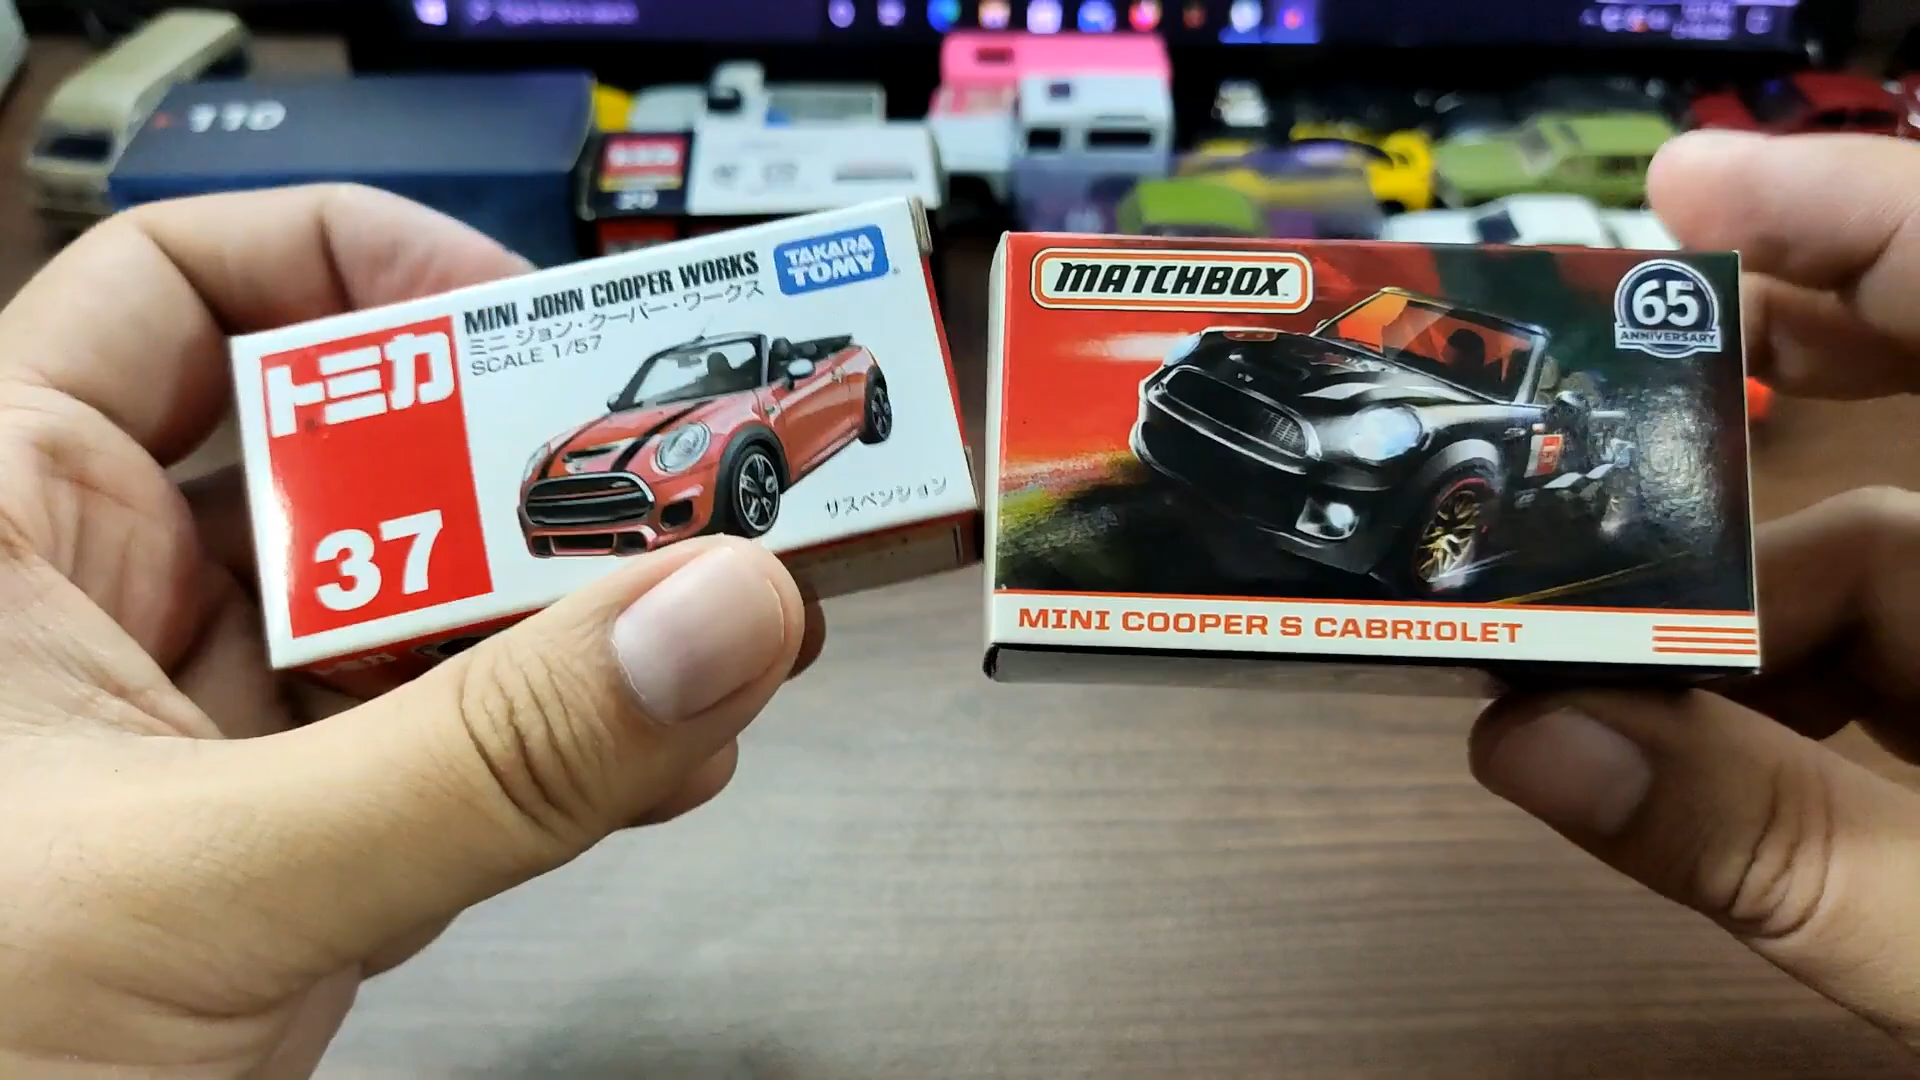 TAKARA
TOMY
MINI JOHN COOPER WORKS
ミニ ジョン・クーパー・ワークス
SCALE 1/57
トミカ
37
サスペンション
MATCHBOX
65
ANNIVERSARY
MINI COOPER S CABRIOLET